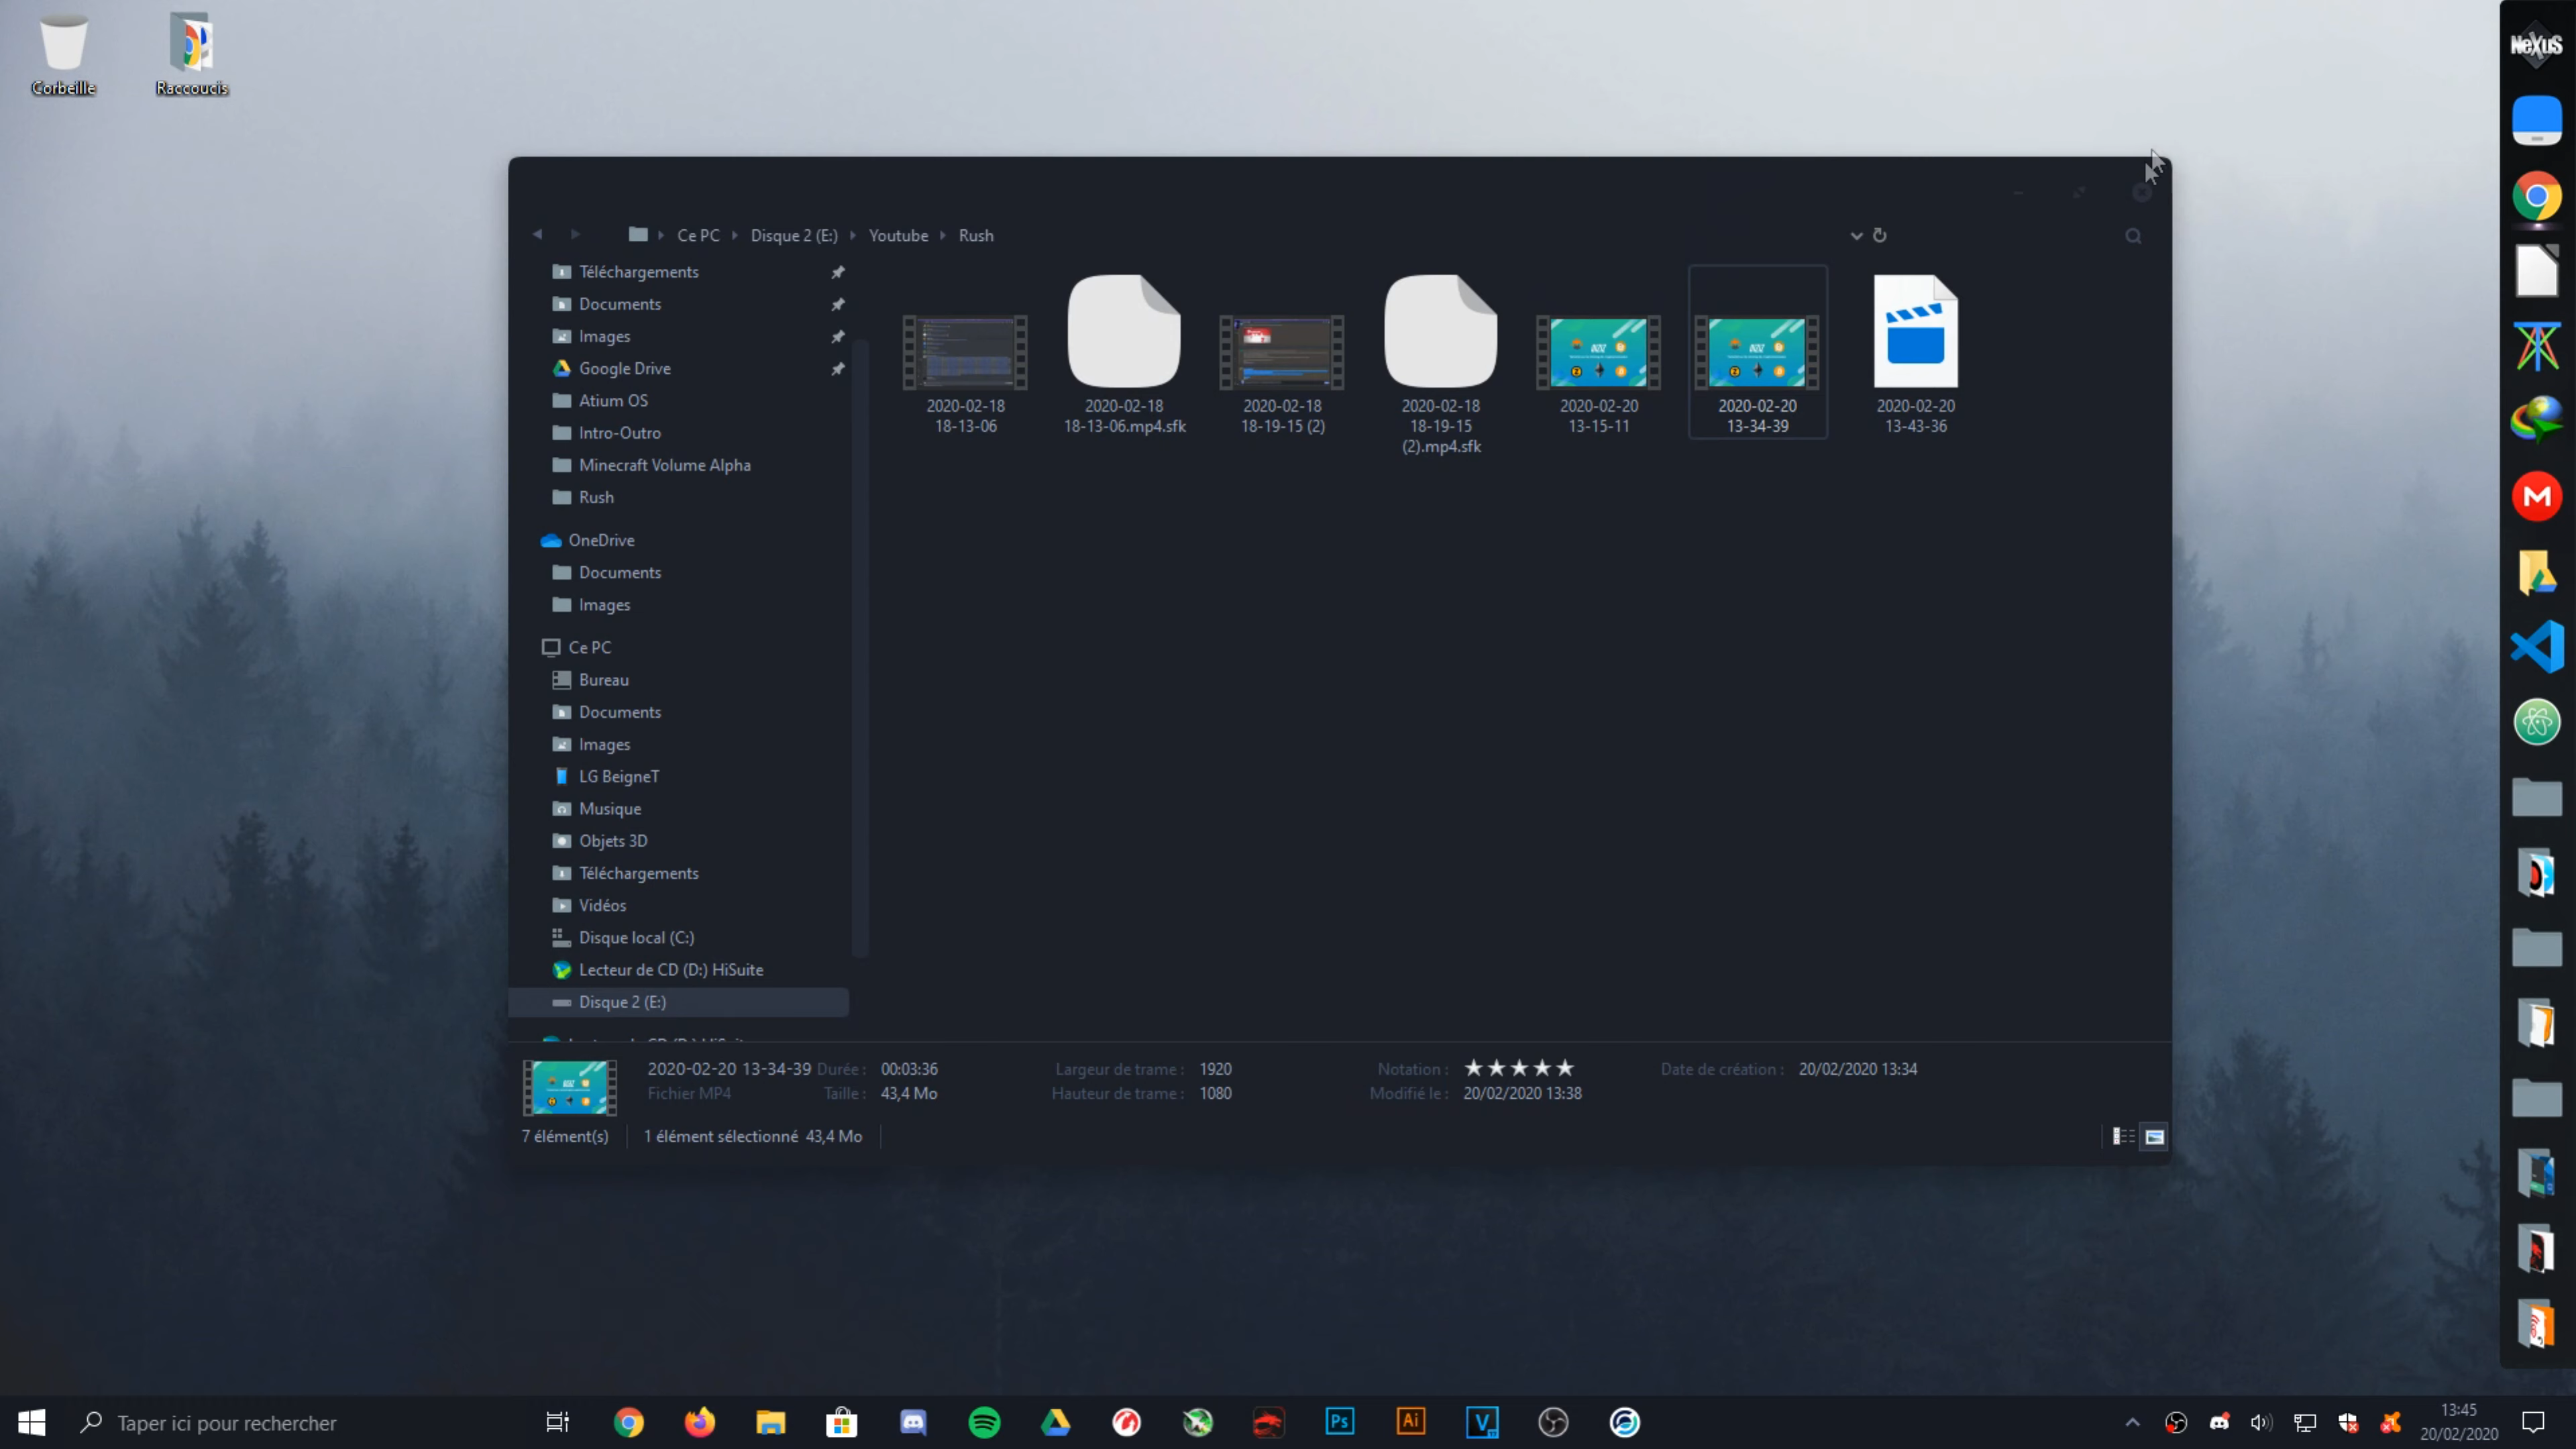 Corbeille
Raccoucis
NeXuS
Ce PC
Disque 2 (E:)
Youtube
Rush
Téléchargements
Documents
Images
Google Drive
Atium OS
Intro-Outro
Minecraft Volume Alpha
Rush
OneDrive
Documents
Images
Ce PC
Bureau
Documents
Images
LG BeigneT
Musique
Objets 3D
Téléchargements
Vidéos
Disque local (C:)
Lecteur de CD (D:) HiSuite
Disque 2 (E:)
2020-02-18
18-13-06
2020-02-18
18-13-06.mp4.sfk
2020-02-18
18-19-15 (2)
2020-02-18
18-19-15
(2).mp4.sfk
2020-02-20
13-15-11
2020-02-20
13-34-39
2020-02-20
13-43-36
2020-02-20 13-34-39 Durée : 00:03:36 Largeur de trame : 1920 Notation : Date de création : 20/02/2020 13:34
Fichier MP4 Taille : 43,4 Mo Hauteur de trame : 1080 Modifié le : 20/02/2020 13:38
7 élément(s) 1 élément sélectionné 43,4 Mo
Taper ici pour rechercher
Ps
Ai
V
13:45
20/02/2020